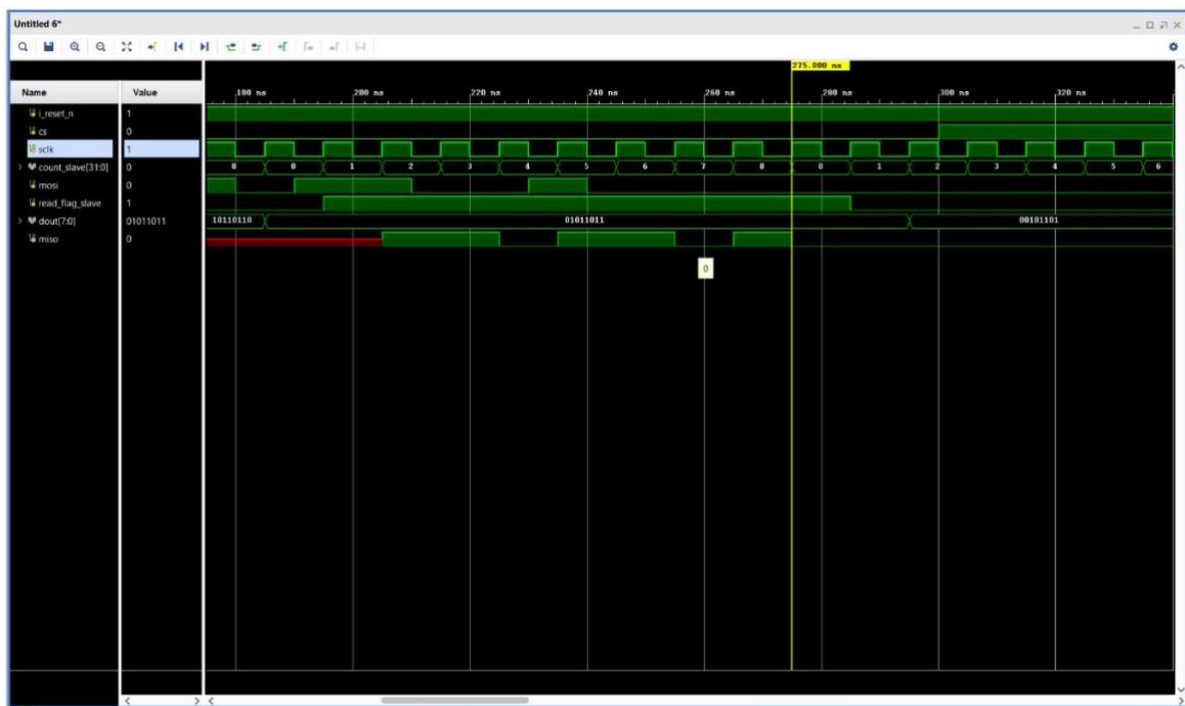 Untitled 6*
275.000 ns
Name Value
180 ns 200 ns 220 ns 240 ns 260 ns 280 ns 300 ns 320 ns
i_reset_n 1
cs 0
sclk 1
count_slave[31:0] 0 0 0 1 2 3 4 5 6 7 8 0 1 2 3 4 5 6
mosi 0
read_flag_slave 1
dout[7:0] 01011011 10110110 01011011 00101101
miso 0
0